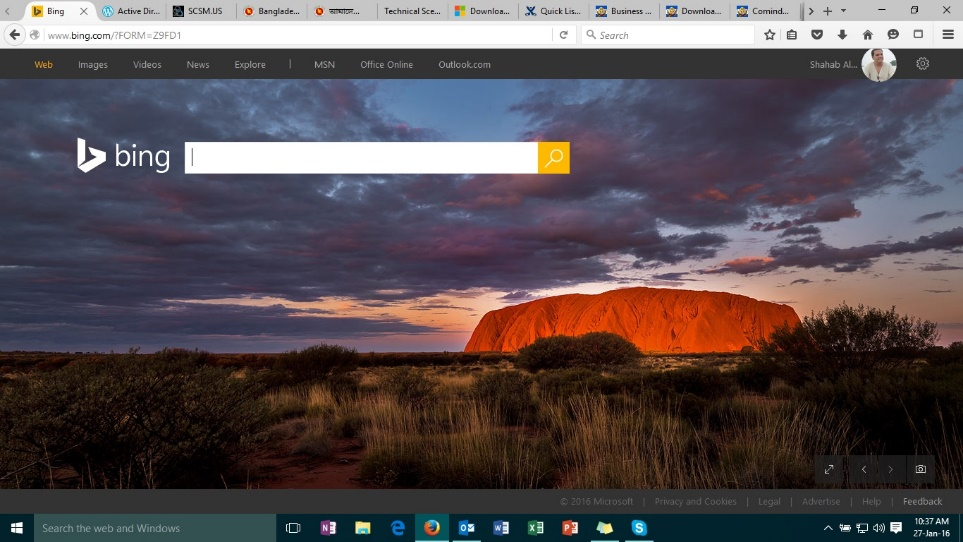 Bing
Active Dir...
SCSM.US
Banglade...
Technical Sce...
Downloa...
Quick Lis...
Business ...
Downloa...
Comind...
www.bing.com/?FORM=Z9FD1
Search
Web Images Videos News Explore | MSN Office Online Outlook.com
Shahab Al...
bing
© 2016 Microsoft | Privacy and Cookies | Legal | Advertise | Help | Feedback
Search the web and Windows
10:37 AM
27-Jan-16